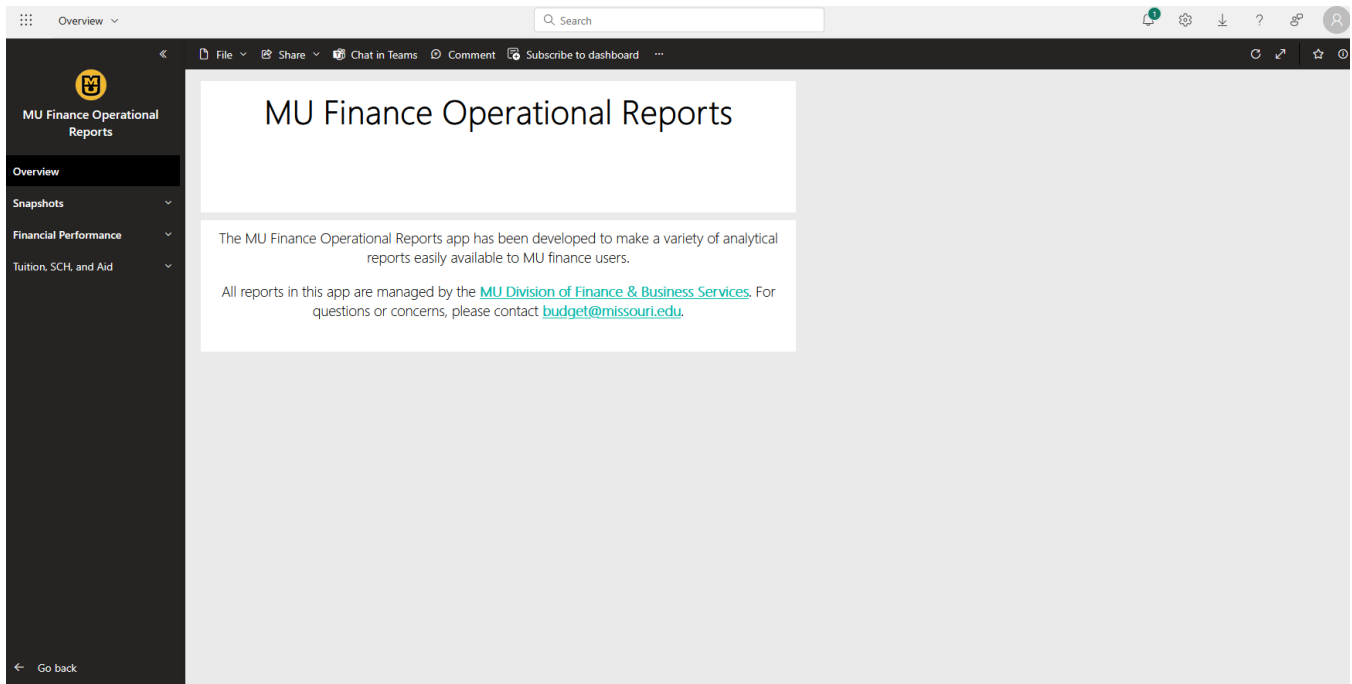 Overview
Search
1
File
Share
Chat in Teams
Comment
Subscribe to dashboard
MU Finance Operational
Reports
Overview
Snapshots
Financial Performance
Tuition, SCH, and Aid
Go back
MU Finance Operational Reports
The MU Finance Operational Reports app has been developed to make a variety of analytical
reports easily available to MU finance users.
All reports in this app are managed by the MU Division of Finance & Business Services. For
questions or concerns, please contact budget@missouri.edu.